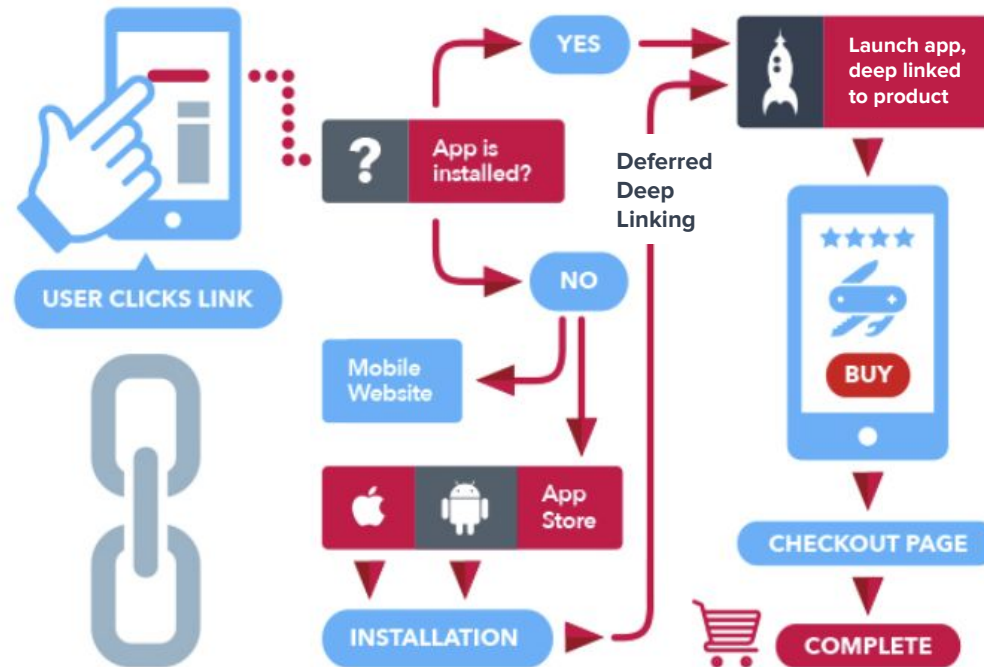 USER CLICKS LINK
?
App is
installed?
YES
NO
Mobile
Website
App
Store
INSTALLATION
Deferred
Deep
Linking
Launch app,
deep linked
to product
BUY
CHECKOUT PAGE
COMPLETE